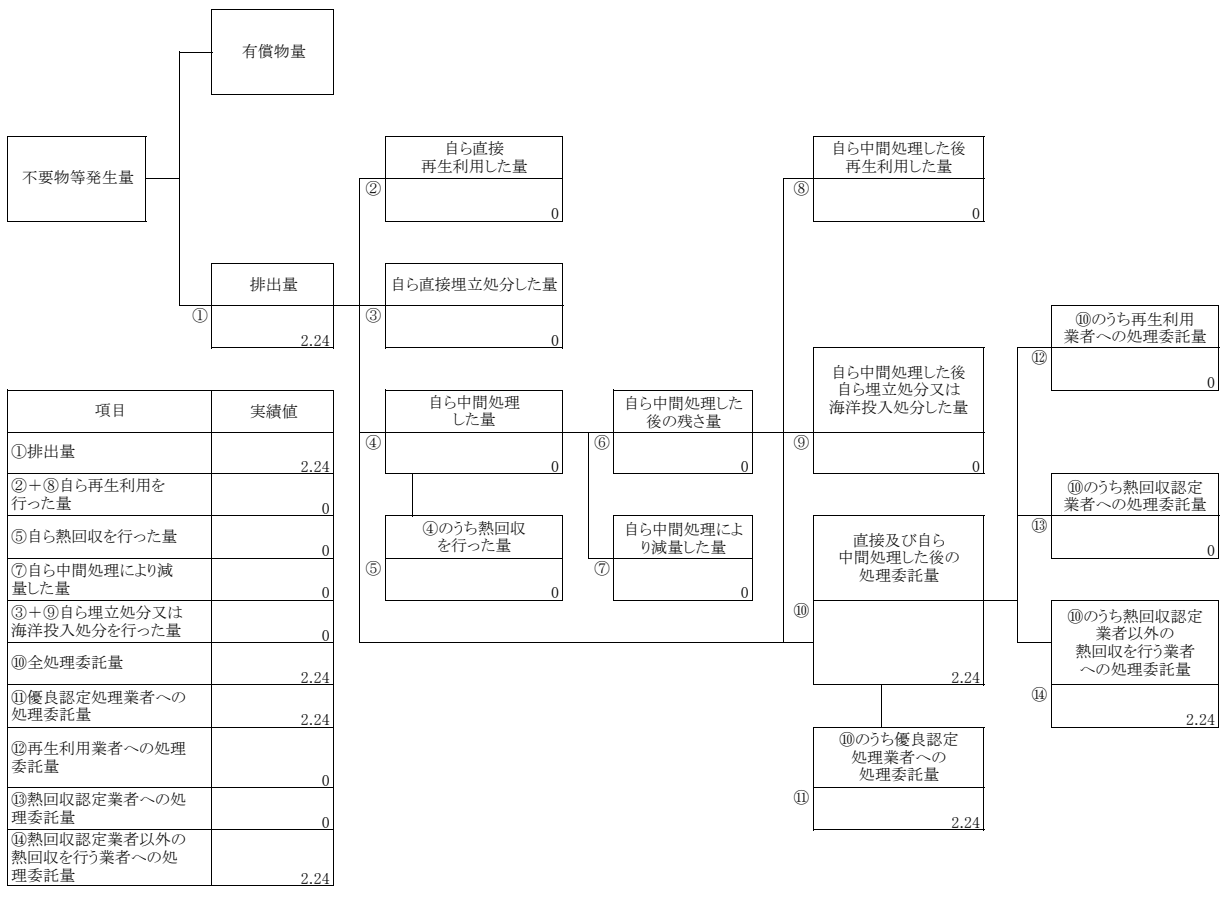 有償物量
不要物等発生量
排出量
①
2.24
自ら直接
再生利用した量
②
0
自ら直接埋立処分した量
③
0
自ら中間処理
した量
④
0
④のうち熱回収
を行った量
⑤
0
自ら中間処理した
後の残さ量
⑥
0
自ら中間処理によ
り減量した量
⑦
0
自ら中間処理した後
再生利用した量
⑧
0
自ら中間処理した後
自ら埋立処分又は
海洋投入処分した量
⑨
0
直接及び自ら
中間処理した後の
処理委託量
⑩
2.24
⑩のうち優良認定
処理業者への
処理委託量
⑪
2.24
⑩のうち再生利用
業者への処理委託量
⑫
0
⑩のうち熱回収認定
業者への処理委託量
⑬
0
⑩のうち熱回収認定
業者以外の
熱回収を行う業者
への処理委託量
⑭
2.24
項目 実績値
①排出量
2.24
②+⑧自ら再生利用を
行った量
0
⑤自ら熱回収を行った量
0
⑦自ら中間処理により減
量した量
0
③+⑨自ら埋立処分又は
海洋投入処分を行った量
0
⑩全処理委託量
2.24
⑪優良認定処理業者への
処理委託量
2.24
⑫再生利用業者への処理
委託量
0
⑬熱回収認定業者への処
理委託量
0
⑭熱回収認定業者以外の
熱回収を行う業者への処
理委託量
2.24